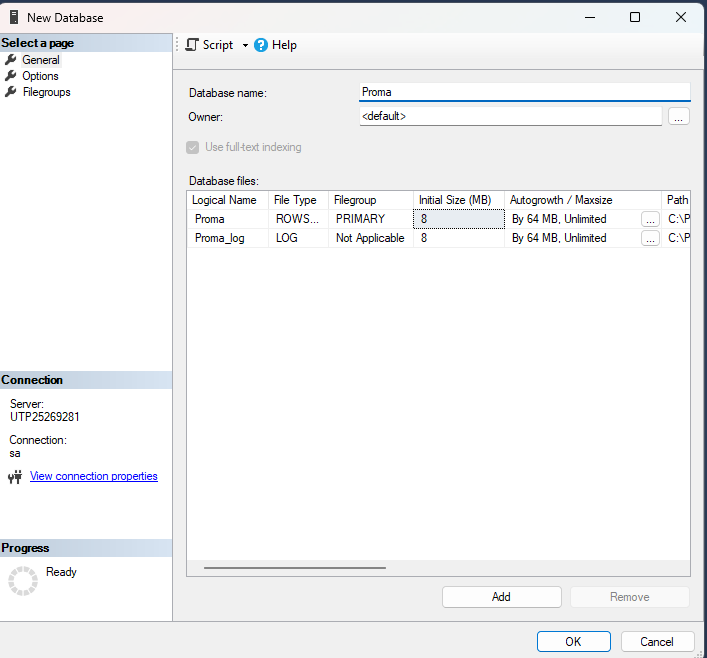 New Database
Select a page
General
Options
Filegroups
Script Help
Database name: Proma
Owner: <default> ...
Use full-text indexing
Database files:
Logical Name File Type Filegroup Initial Size (MB) Autogrowth / Maxsize Path
Proma ROWS... PRIMARY 8 By 64 MB, Unlimited ... C:\P
Proma_log LOG Not Applicable 8 By 64 MB, Unlimited ... C:\P
Connection
Server:
UTP25269281
Connection:
sa
View connection properties
Progress
Ready
Add Remove
OK Cancel